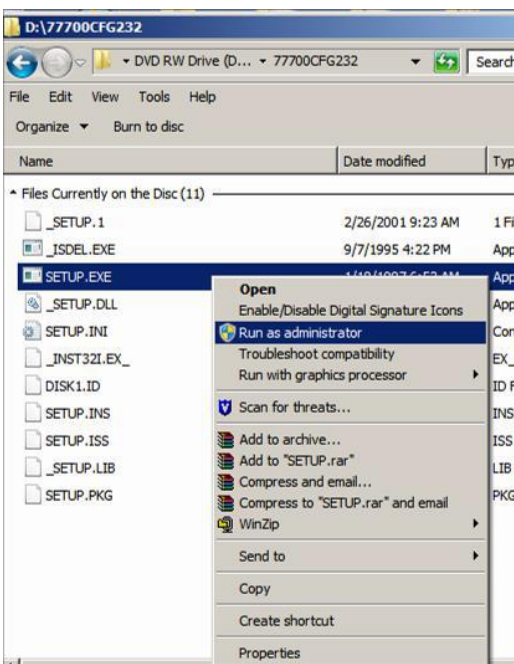 D:\77700CFG232
DVD RW Drive (D... 77700CFG232 Search
File Edit View Tools Help
Organize Burn to disc
Name Date modified Typ
Files Currently on the Disc (11)
_SETUP.1 2/26/2001 9:23 AM 1 Fi
_ISDEL.EXE 9/7/1995 4:22 PM App
SETUP.EXE App
_SETUP.DLL App
SETUP.INI Con
_INST32I.EX_ EX_
DISK1.ID ID F
SETUP.INS INS
SETUP.ISS ISS
_SETUP.LIB LIB
SETUP.PKG PKG
Open
Enable/Disable Digital Signature Icons
Run as administrator
Troubleshoot compatibility
Run with graphics processor
Scan for threats...
Add to archive...
Add to "SETUP.rar"
Compress and email...
Compress to "SETUP.rar" and email
WinZip
Send to
Copy
Create shortcut
Properties